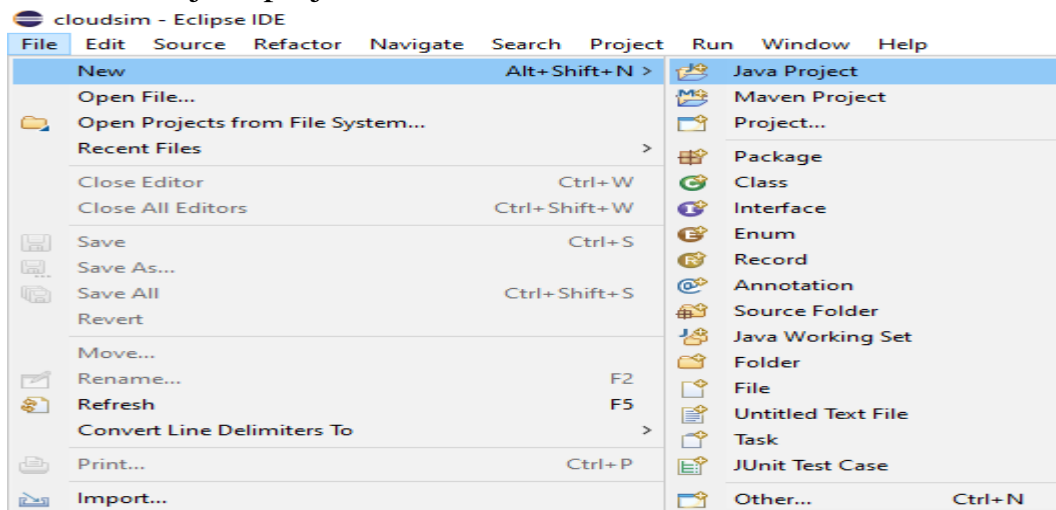 cloudsim - Eclipse IDE
File Edit Source Refactor Navigate Search Project Run Window Help
New Alt+Shift+N >
Open File...
Open Projects from File System...
Recent Files >
Close Editor Ctrl+W
Close All Editors Ctrl+Shift+W
Save Ctrl+S
Save As...
Save All Ctrl+Shift+S
Revert
Move...
Rename... F2
Refresh F5
Convert Line Delimiters To >
Print... Ctrl+P
Import...
Java Project
Maven Project
Project...
Package
Class
Interface
Enum
Record
Annotation
Source Folder
Java Working Set
Folder
File
Untitled Text File
Task
JUnit Test Case
Other... Ctrl+N